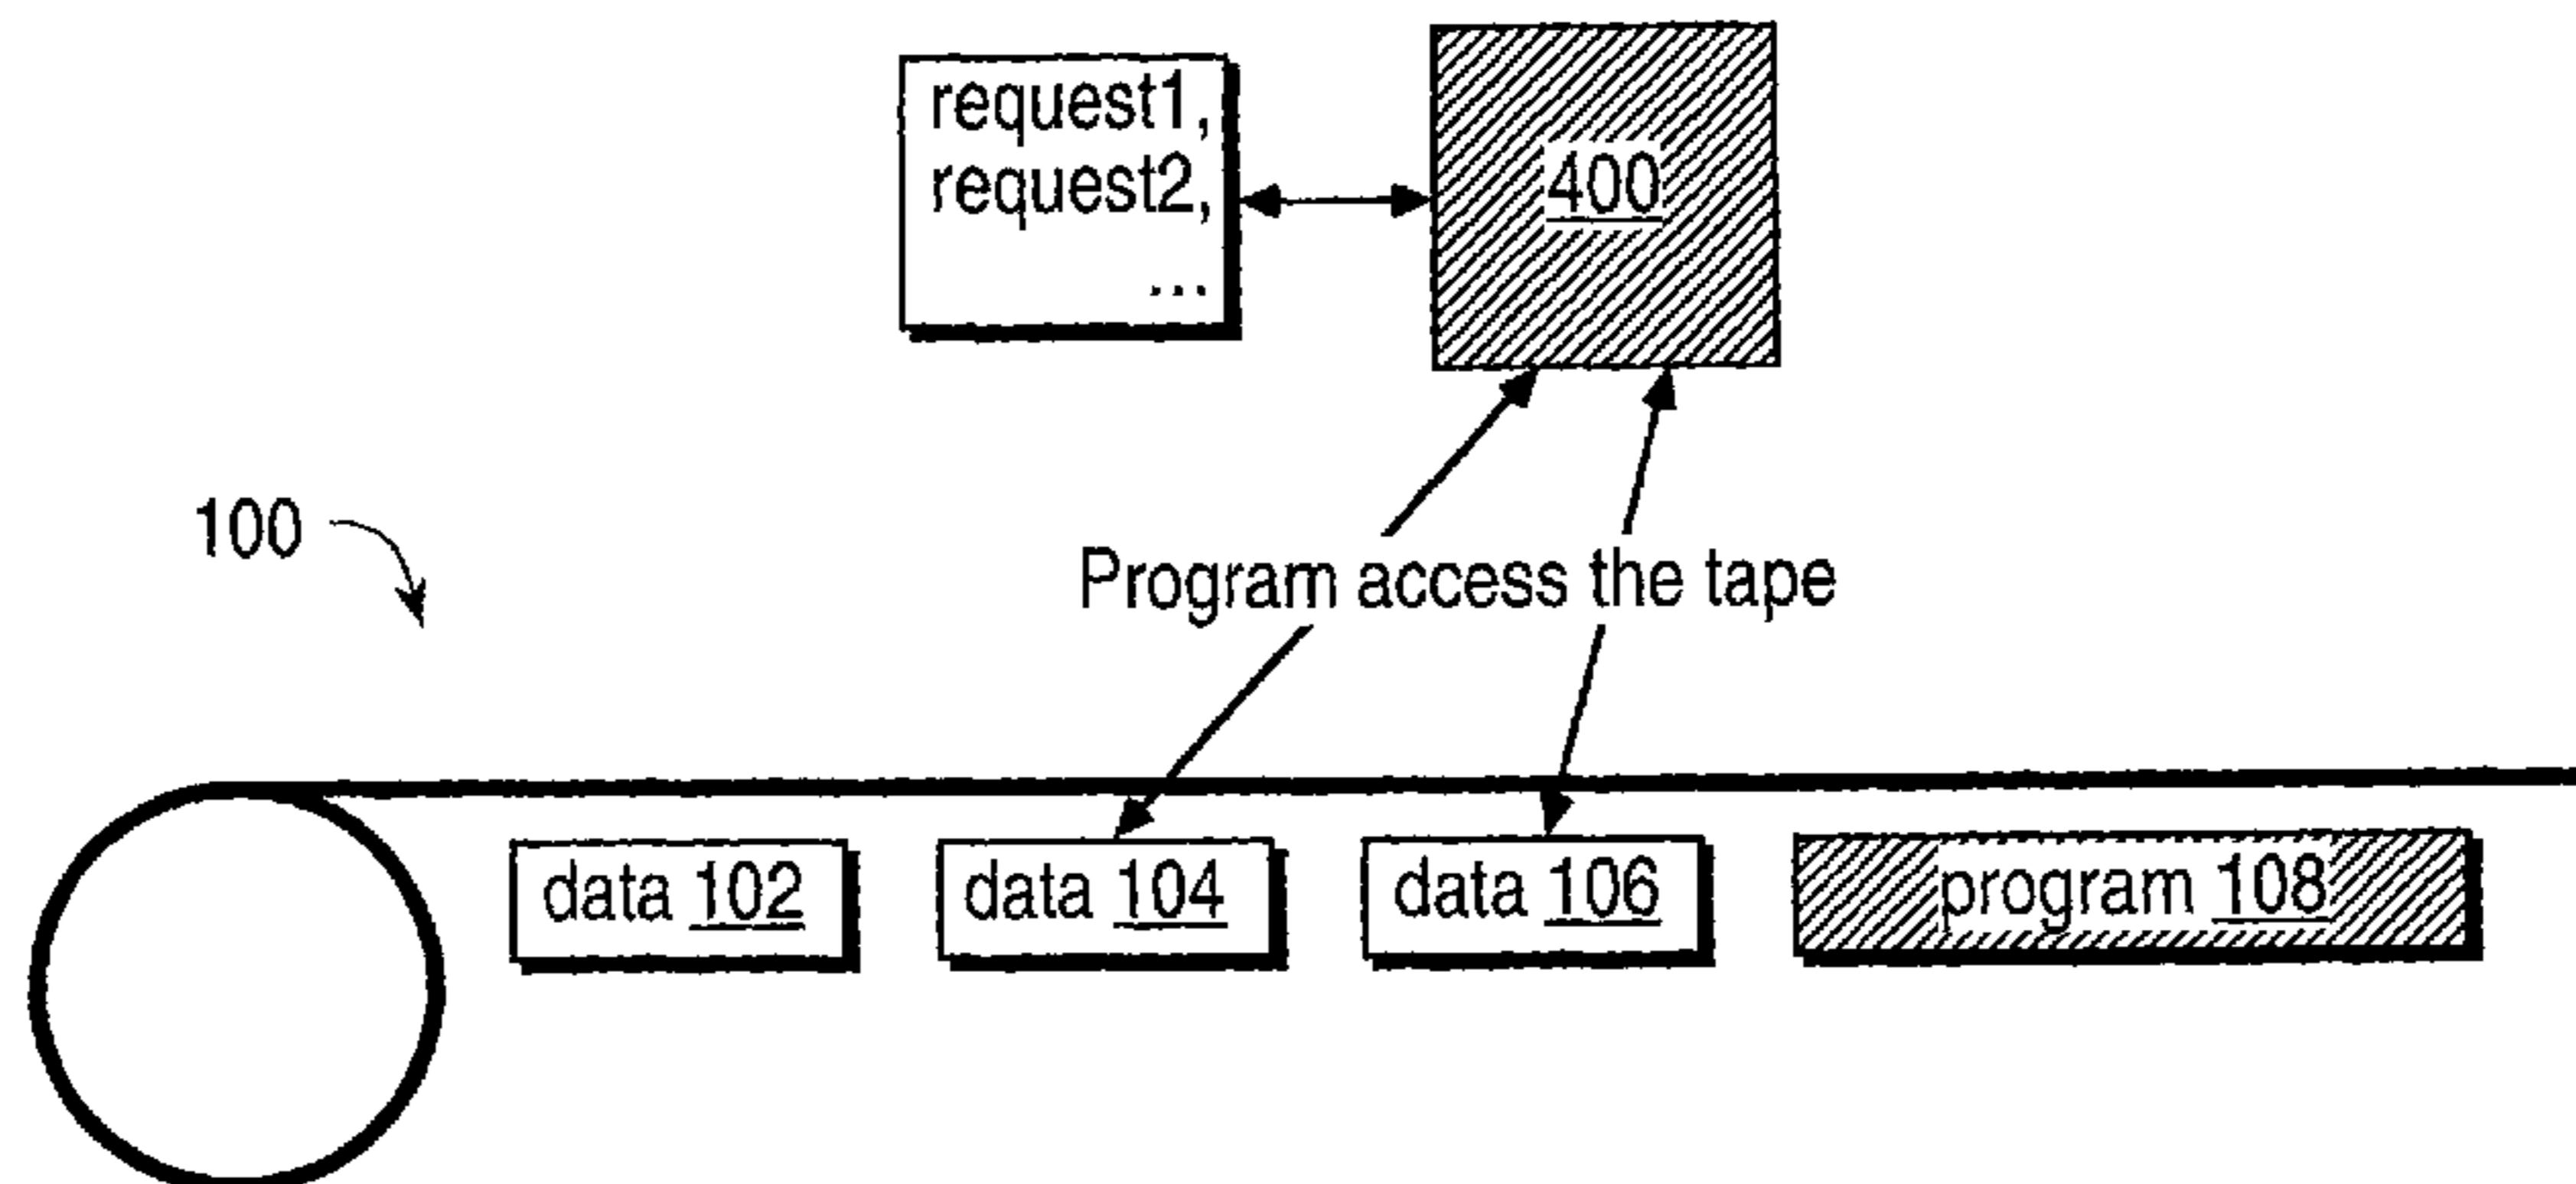 request1,
request2,
...
400
100
Program access the tape
data 102
data 104
data 106
program 108